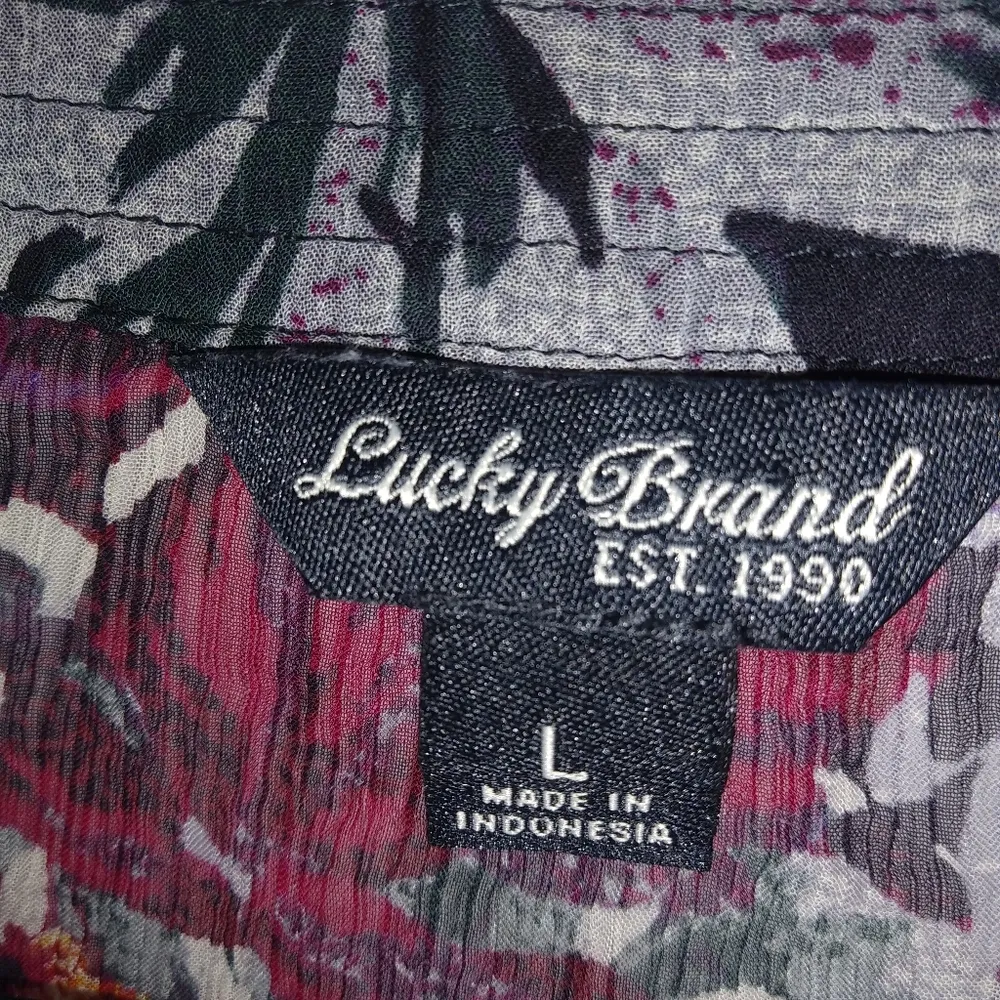 Lucky Brand
EST. 1990
L
MADE IN
INDONESIA